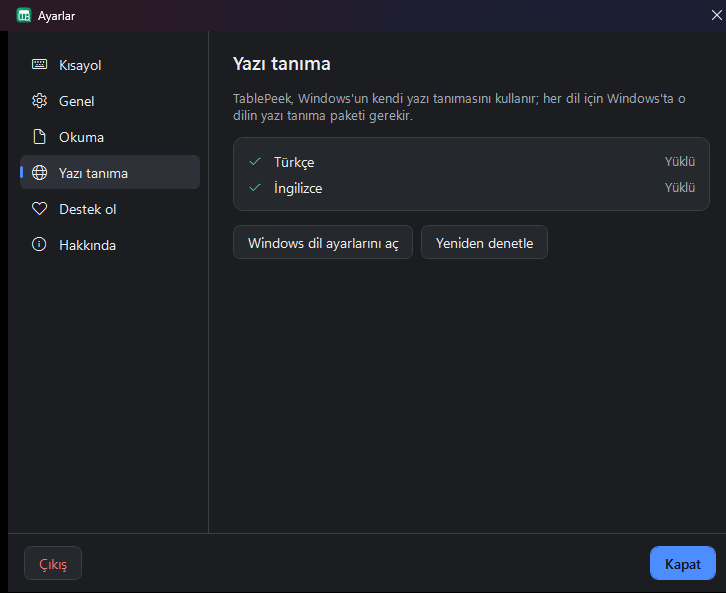 Ayarlar
Kısayol
Genel
Okuma
Yazı tanıma
Destek ol
Hakkında
Yazı tanıma
TablePeek, Windows'un kendi yazı tanımasını kullanır; her dil için Windows'ta o
dilin yazı tanıma paketi gerekir.
Türkçe Yüklü
İngilizce Yüklü
Windows dil ayarlarını aç Yeniden denetle
Çıkış Kapat